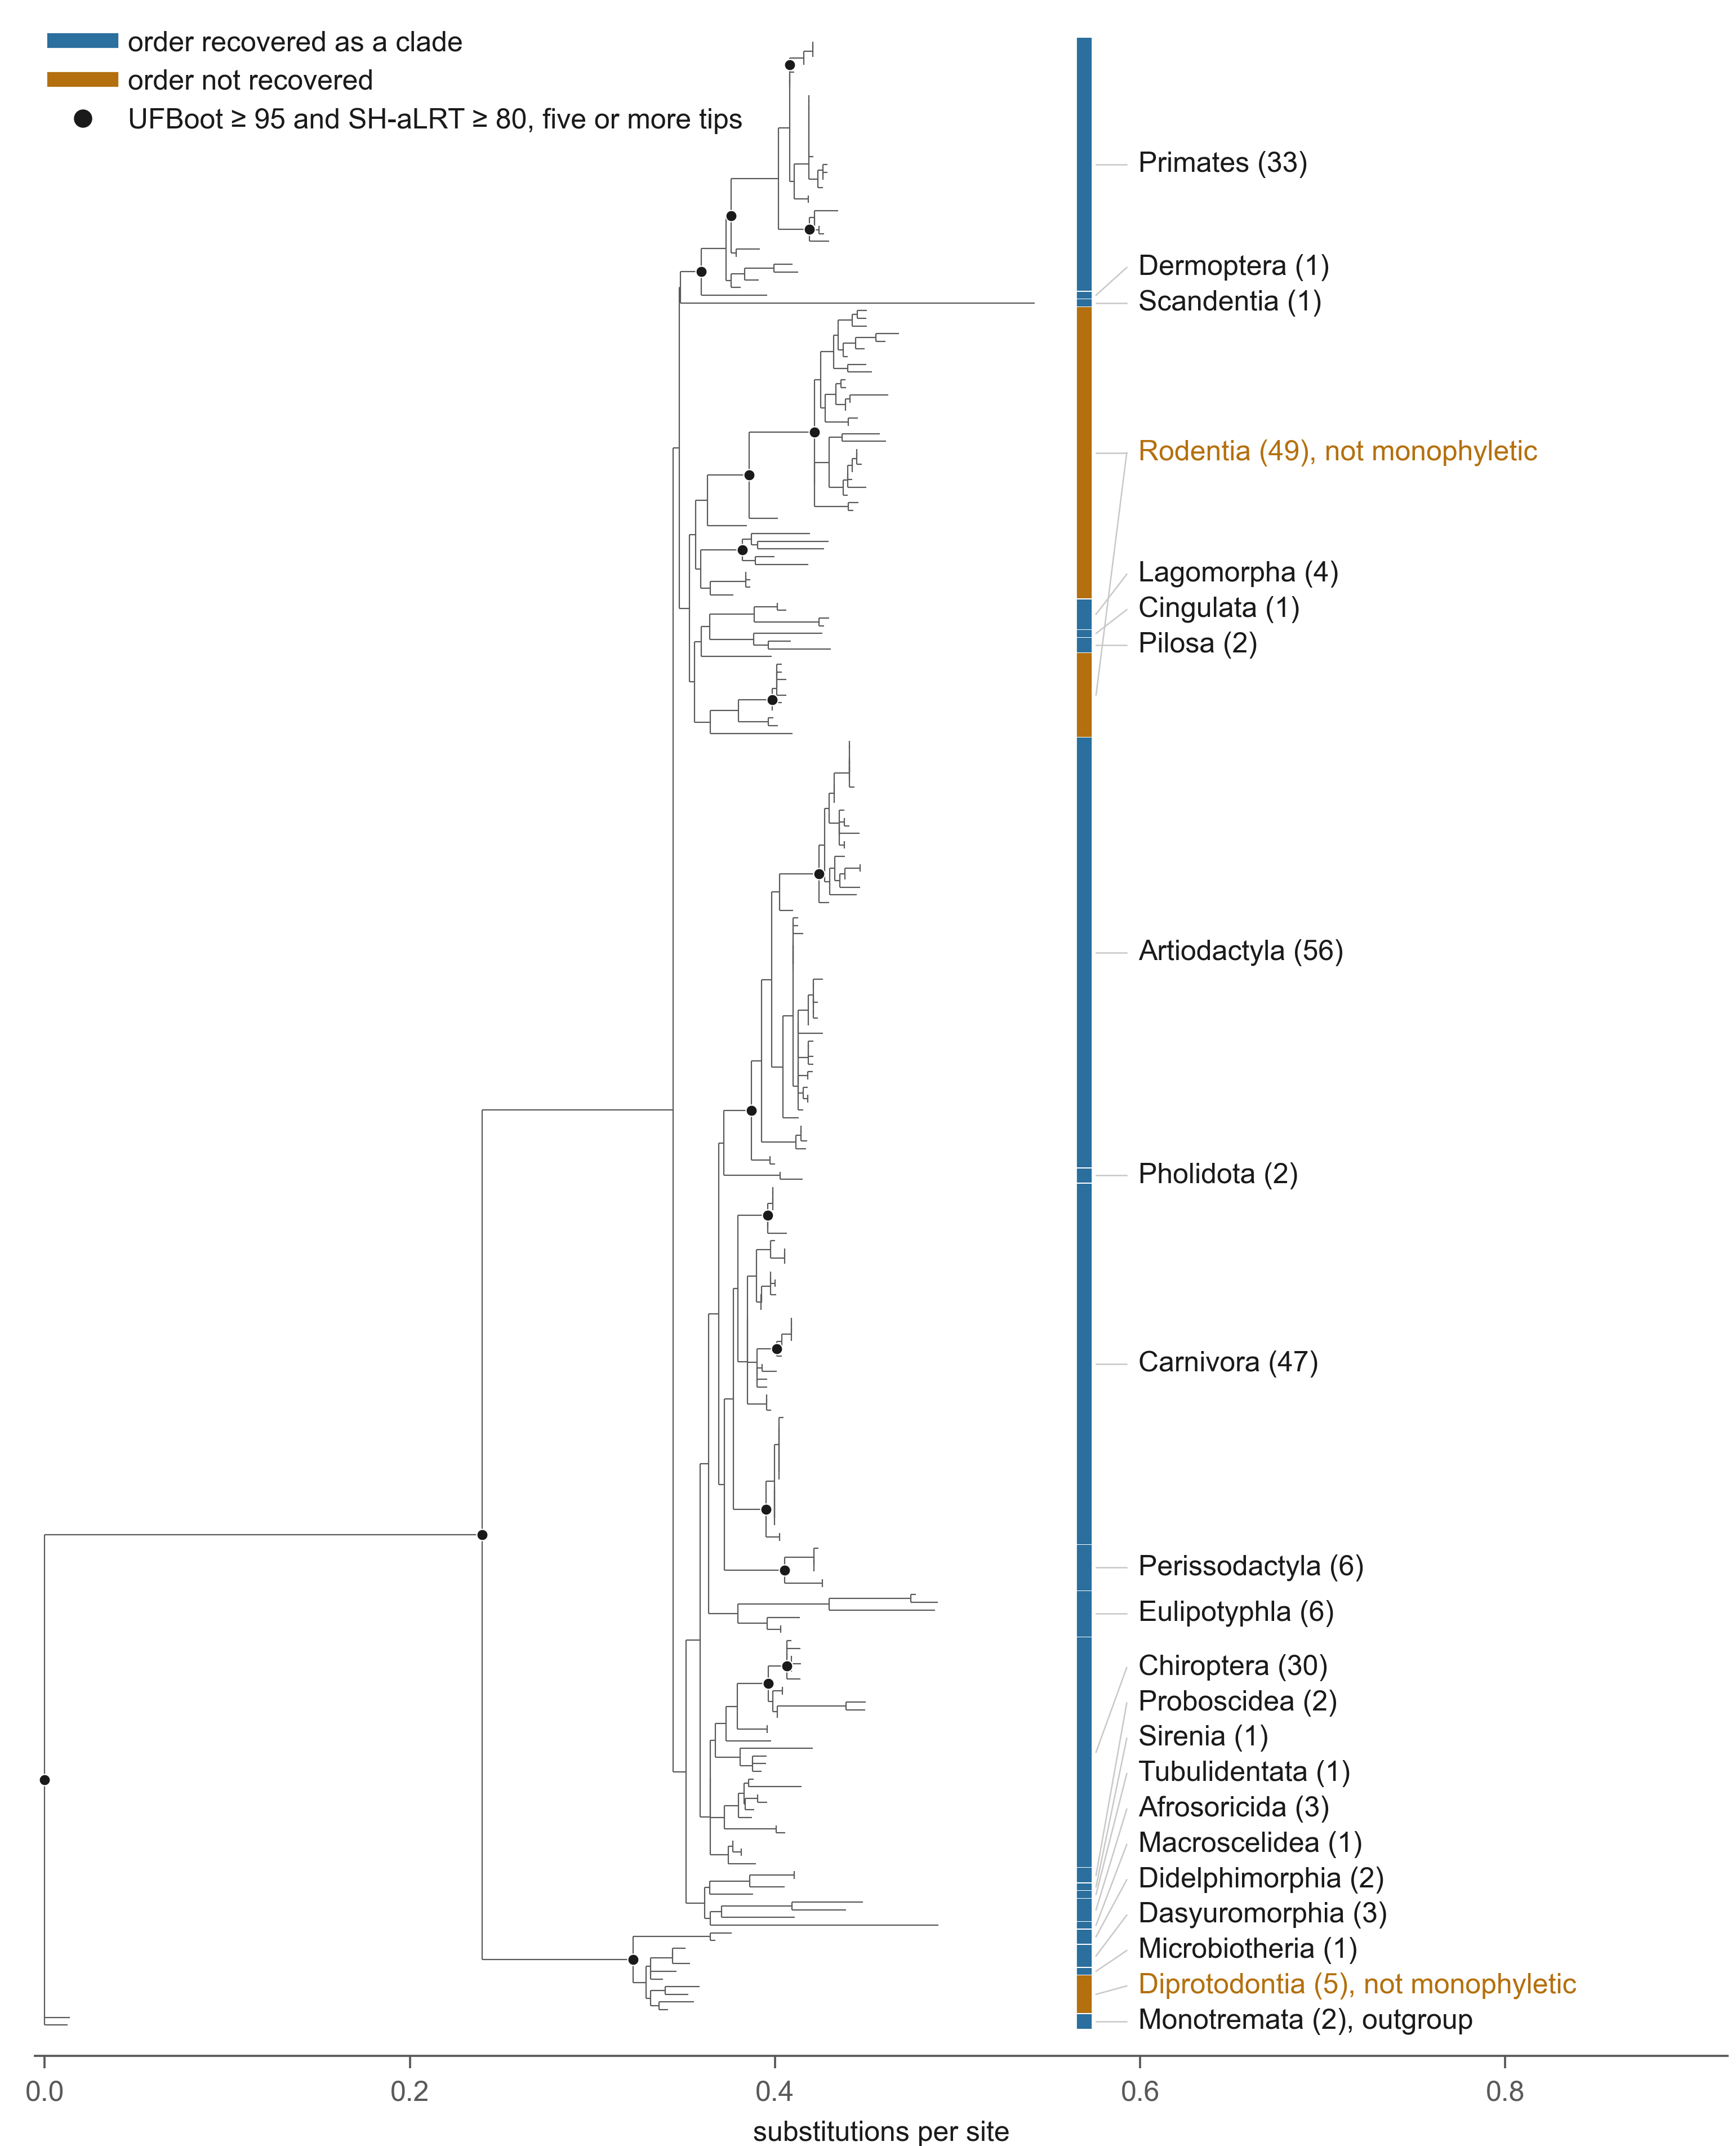 order recovered as a clade
order not recovered
UFBoot ≥ 95 and SH-aLRT ≥ 80, five or more tips
Primates (33)
Dermoptera (1)
Scandentia (1)
Rodentia (49), not monophyletic
Lagomorpha (4)
Cingulata (1)
Pilosa (2)
Artiodactyla (56)
Pholidota (2)
Carnivora (47)
Perissodactyla (6)
Eulipotyphla (6)
Chiroptera (30)
Proboscidea (2)
Sirenia (1)
Tubulidentata (1)
Afrosoricida (3)
Macroscelidea (1)
Didelphimorphia (2)
Dasyuromorphia (3)
Microbiotheria (1)
Diprotodontia (5), not monophyletic
Monotremata (2), outgroup
0.0 0.2 0.4 0.6 0.8
substitutions per site